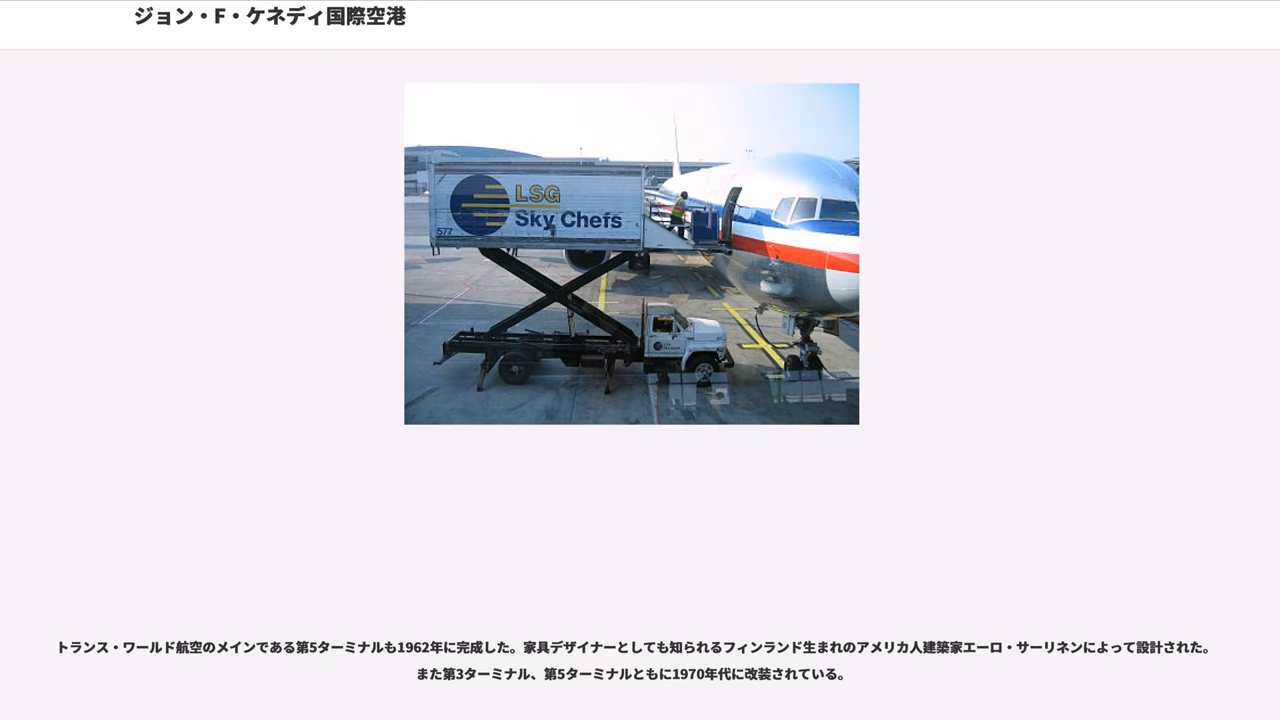 ジョン・F・ケネディ国際空港
LSG
Sky Chefs
577
トランス・ワールド航空のメインである第5ターミナルも1962年に完成した。家具デザイナーとしても知られるフィンランド生まれのアメリカ人建築家エーロ・サーリネンによって設計された。
また第3ターミナル、第5ターミナルともに1970年代に改装されている。